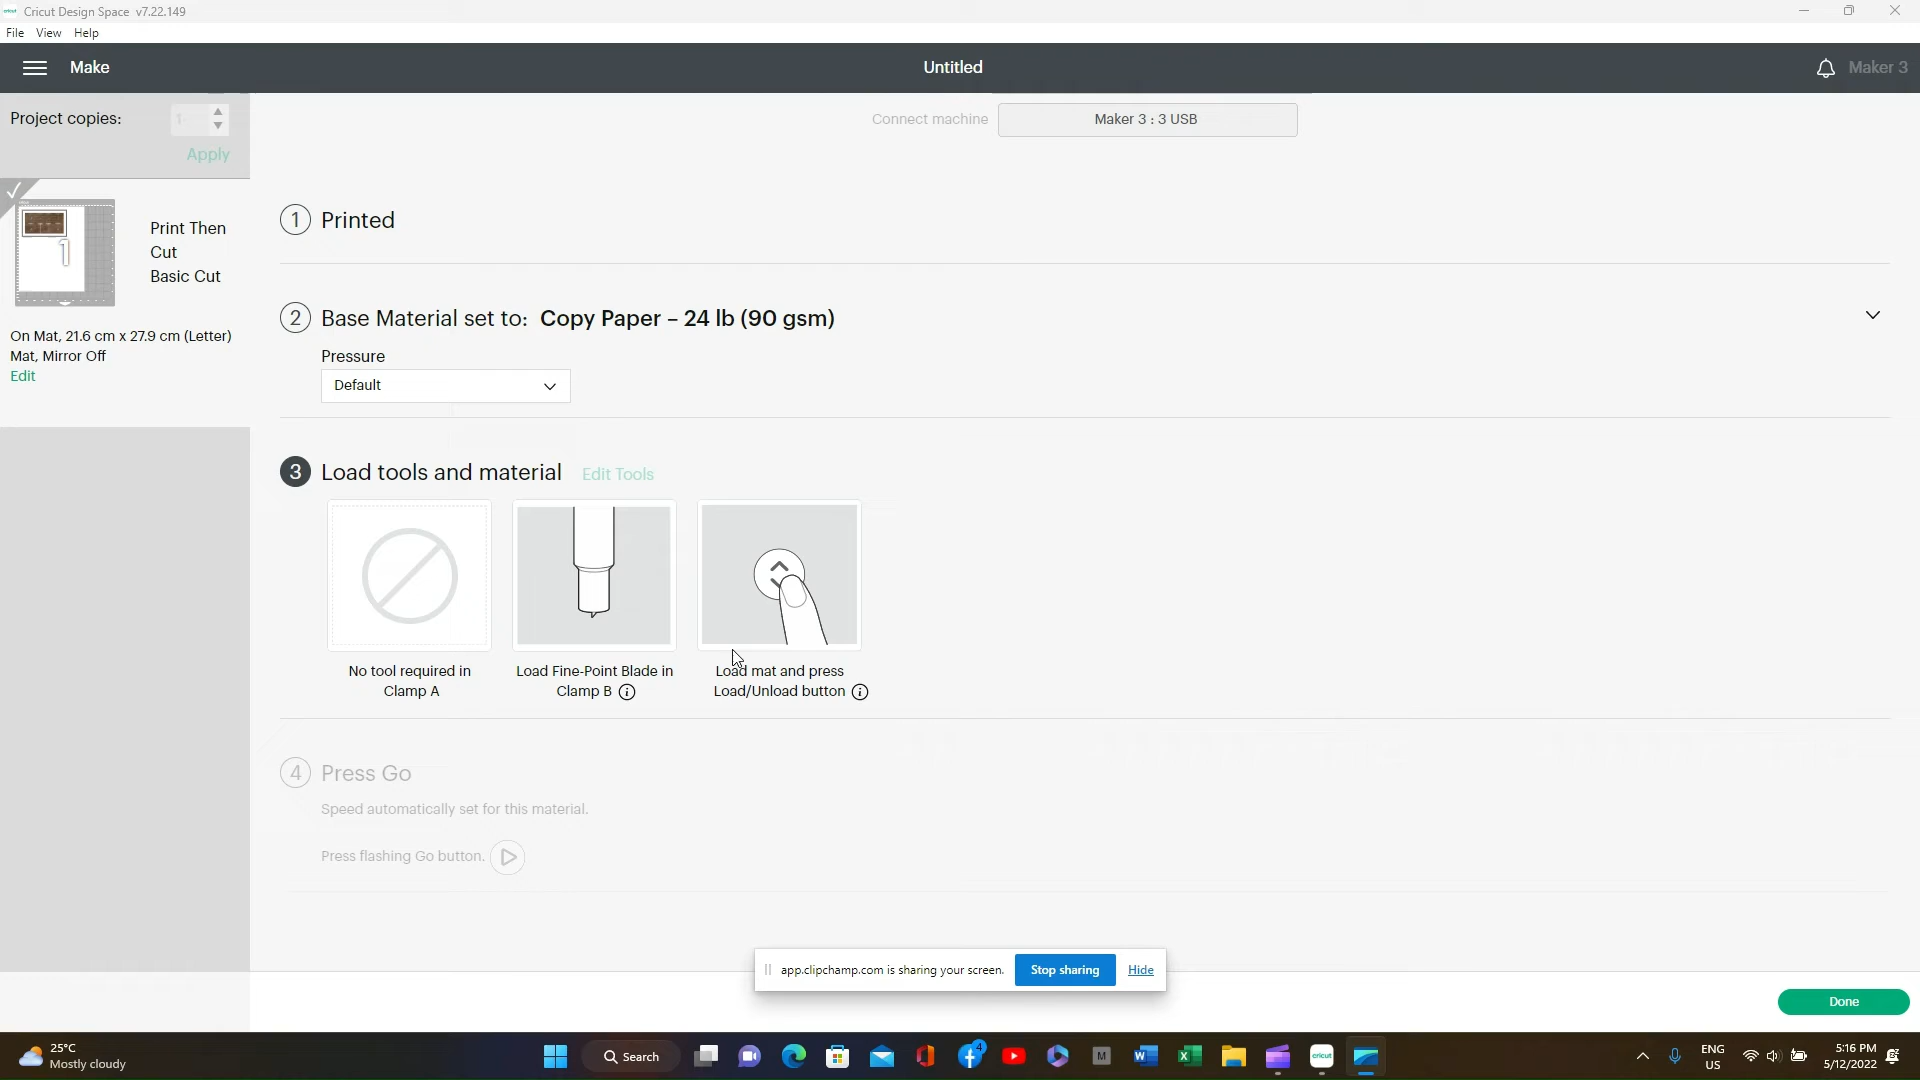 cricut Cricut Design Space v7.22.149
File View Help
Make Untitled Maker 3
Project copies: 1
Apply
Connect machine Maker 3 : 3 USB
1
Print Then
Cut
Basic Cut
On Mat, 21.6 cm x 27.9 cm (Letter)
Mat, Mirror Off
Edit
1 Printed
2 Base Material set to: Copy Paper – 24 lb (90 gsm)
Pressure
Default
3 Load tools and material Edit Tools
No tool required in
Clamp A
Load Fine-Point Blade in
Clamp B
Load mat and press
Load/Unload button
4 Press Go
Speed automatically set for this material.
Press flashing Go button.
app.clipchamp.com is sharing your screen. Stop sharing Hide
Done
25°C
Mostly cloudy
Search
4
M
cricut
ENG
US
5:16 PM
5/12/2022